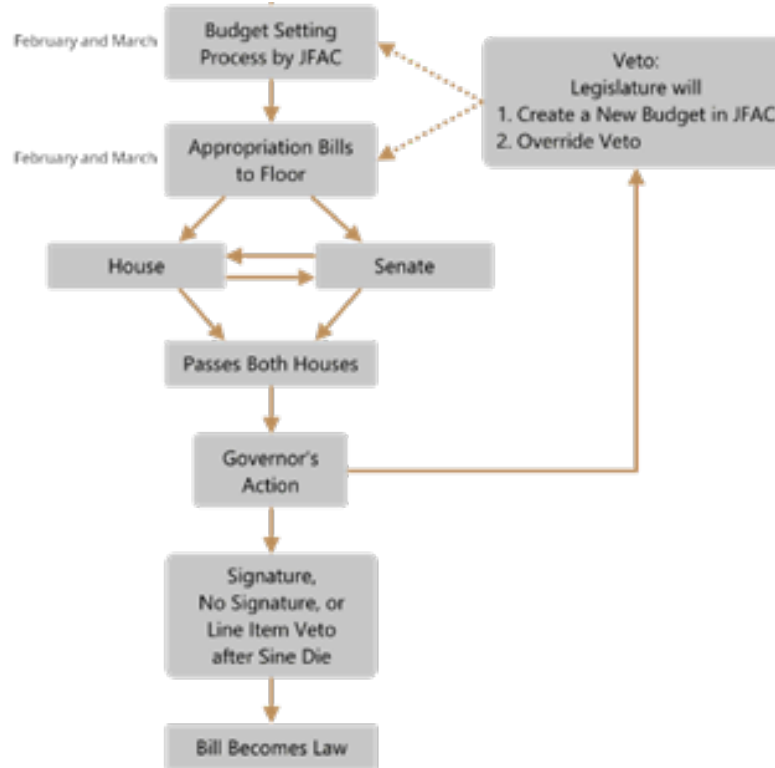 February and March
Budget Setting
Process by JFAC
Veto:
Legislature will
1. Create a New Budget in JFAC
2. Override Veto
February and March
Appropriation Bills
to Floor
House
Senate
Passes Both Houses
Governor's
Action
Signature,
No Signature, or
Line Item Veto
after Sine Die
Bill Becomes Law